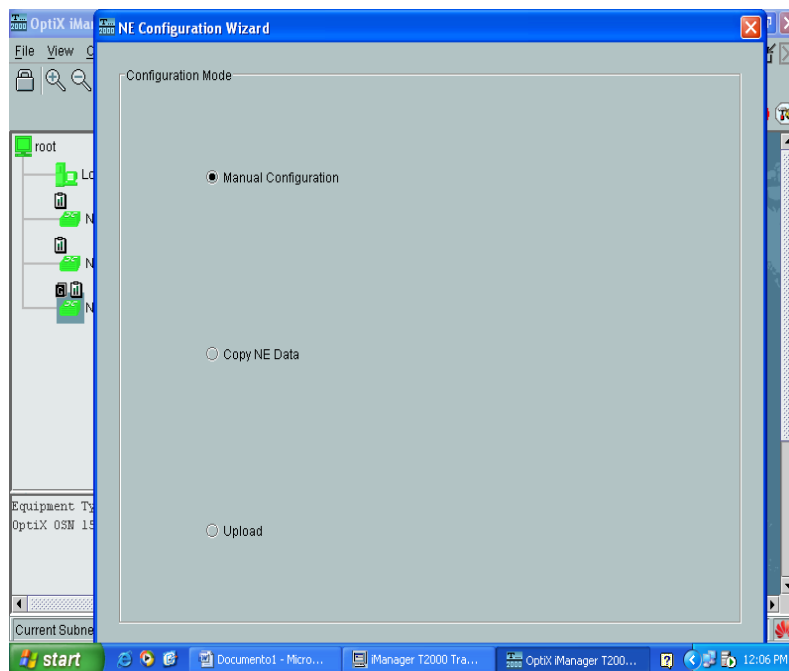 OptiX iMa
NE Configuration Wizard
File View
Configuration Mode
root
Lo
Manual Configuration
N
N
N
Copy NE Data
Equipment Ty
OptiX OSN 15
Upload
Current Subne
start
Documento1 - Micro...
iManager T2000 Tra...
OptiX iManager T200...
12:06 PM